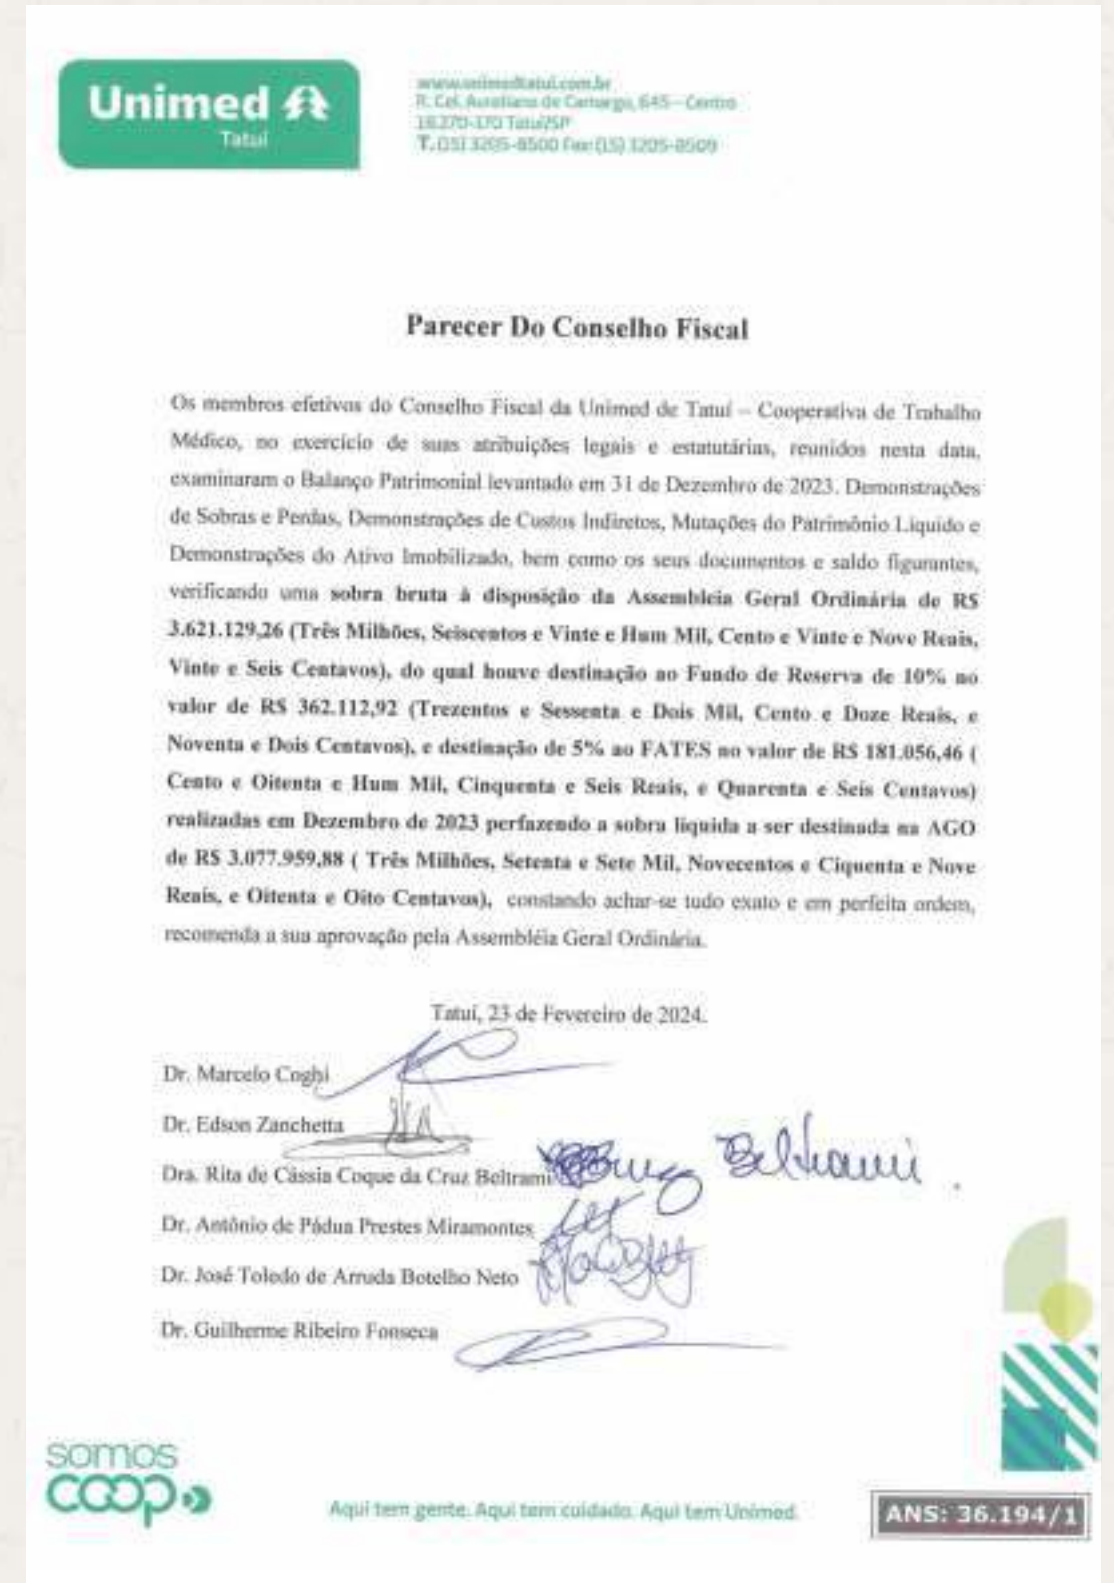 Unimed
Tatuí
www.unimedtatui.com.br
R. Cel. Aureliano de Camargo, 645 – Centro
18.270-170 Tatuí/SP
T. (15) 3205-8500 Fax: (15) 3205-8509
Parecer Do Conselho Fiscal
Os membros efetivos do Conselho Fiscal da Unimed de Tatuí – Cooperativa de Trabalho
Médico, no exercício de suas atribuições legais e estatutárias, reunidos nesta data,
examinaram o Balanço Patrimonial levantado em 31 de Dezembro de 2023. Demonstrações
de Sobras e Perdas, Demonstrações de Custos Indiretos, Mutações do Patrimônio Líquido e
Demonstrações do Ativo Imobilizado, bem como os seus documentos e saldo figurantes,
verificando uma sobra bruta à disposição da Assembleia Geral Ordinária de R$
3.621.129,26 (Três Milhões, Seiscentos e Vinte e Hum Mil, Cento e Vinte e Nove Reais,
Vinte e Seis Centavos), do qual houve destinação ao Fundo de Reserva de 10% no
valor de R$ 362.112,92 (Trezentos e Sessenta e Dois Mil, Cento e Doze Reais, e
Noventa e Dois Centavos), e destinação de 5% ao FATES no valor de R$ 181.056,46 (
Cento e Oitenta e Hum Mil, Cinquenta e Seis Reais, e Quarenta e Seis Centavos)
realizadas em Dezembro de 2023 perfazendo a sobra líquida a ser destinada na AGO
de R$ 3.077.959,88 ( Três Milhões, Setenta e Sete Mil, Novecentos e Ciquenta e Nove
Reais, e Oitenta e Oito Centavos), constando achar-se tudo exato e em perfeita ordem,
recomenda a sua aprovação pela Assembléia Geral Ordinária.
Tatuí, 23 de Fevereiro de 2024.
Dr. Marcelo Coghi
Dr. Edson Zanchetta
Dra. Rita de Cássia Coque da Cruz Beltrami
Beltrami
Dr. Antônio de Pádua Prestes Miramontes
Dr. José Toledo de Arruda Botelho Neto
Dr. Guilherme Ribeiro Fonseca
somos
coop
Aqui tem gente. Aqui tem cuidado. Aqui tem Unimed.
ANS: 36.194/1